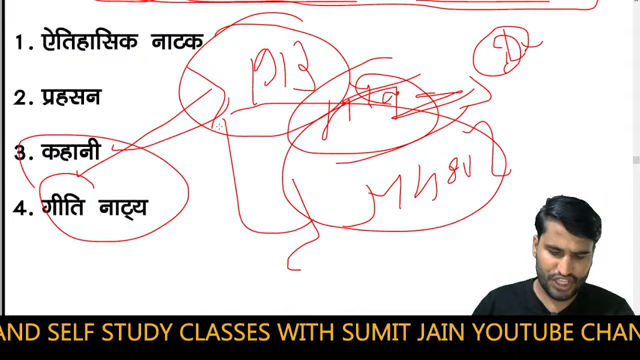 1. ऐतिहासिक नाटक
2. प्रहसन
3. कहानी
4. गीति नाट्य
1913
AND SELF STUDY CLASSES WITH SUMIT JAIN YOUTUBE CHAN